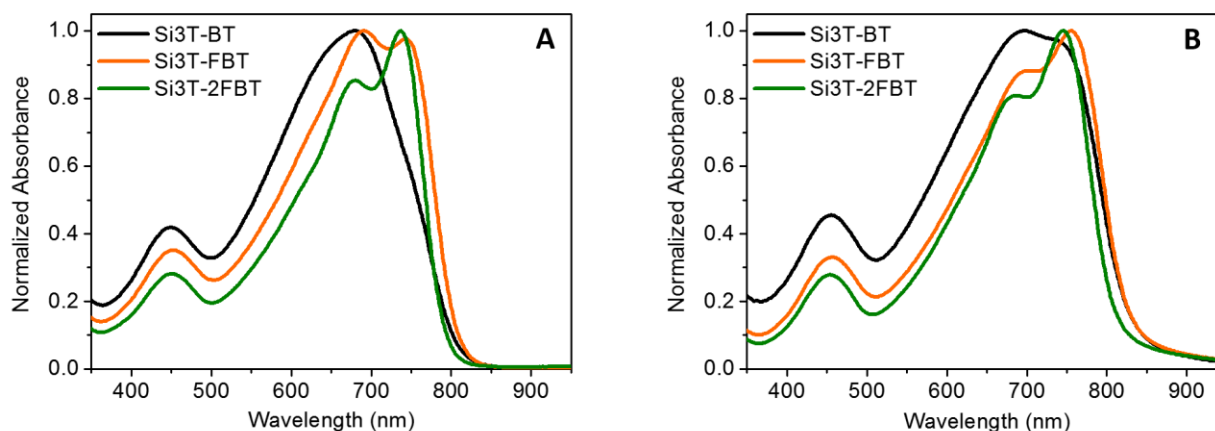 A
Si3T-BT
Si3T-FBT
Si3T-2FBT
Normalized Absorbance
1.0
0.8
0.6
0.4
0.2
0.0
400 500 600 700 800 900
Wavelength (nm)
B
Si3T-BT
Si3T-FBT
Si3T-2FBT
Normalized Absorbance
1.0
0.8
0.6
0.4
0.2
0.0
400 500 600 700 800 900
Wavelength (nm)